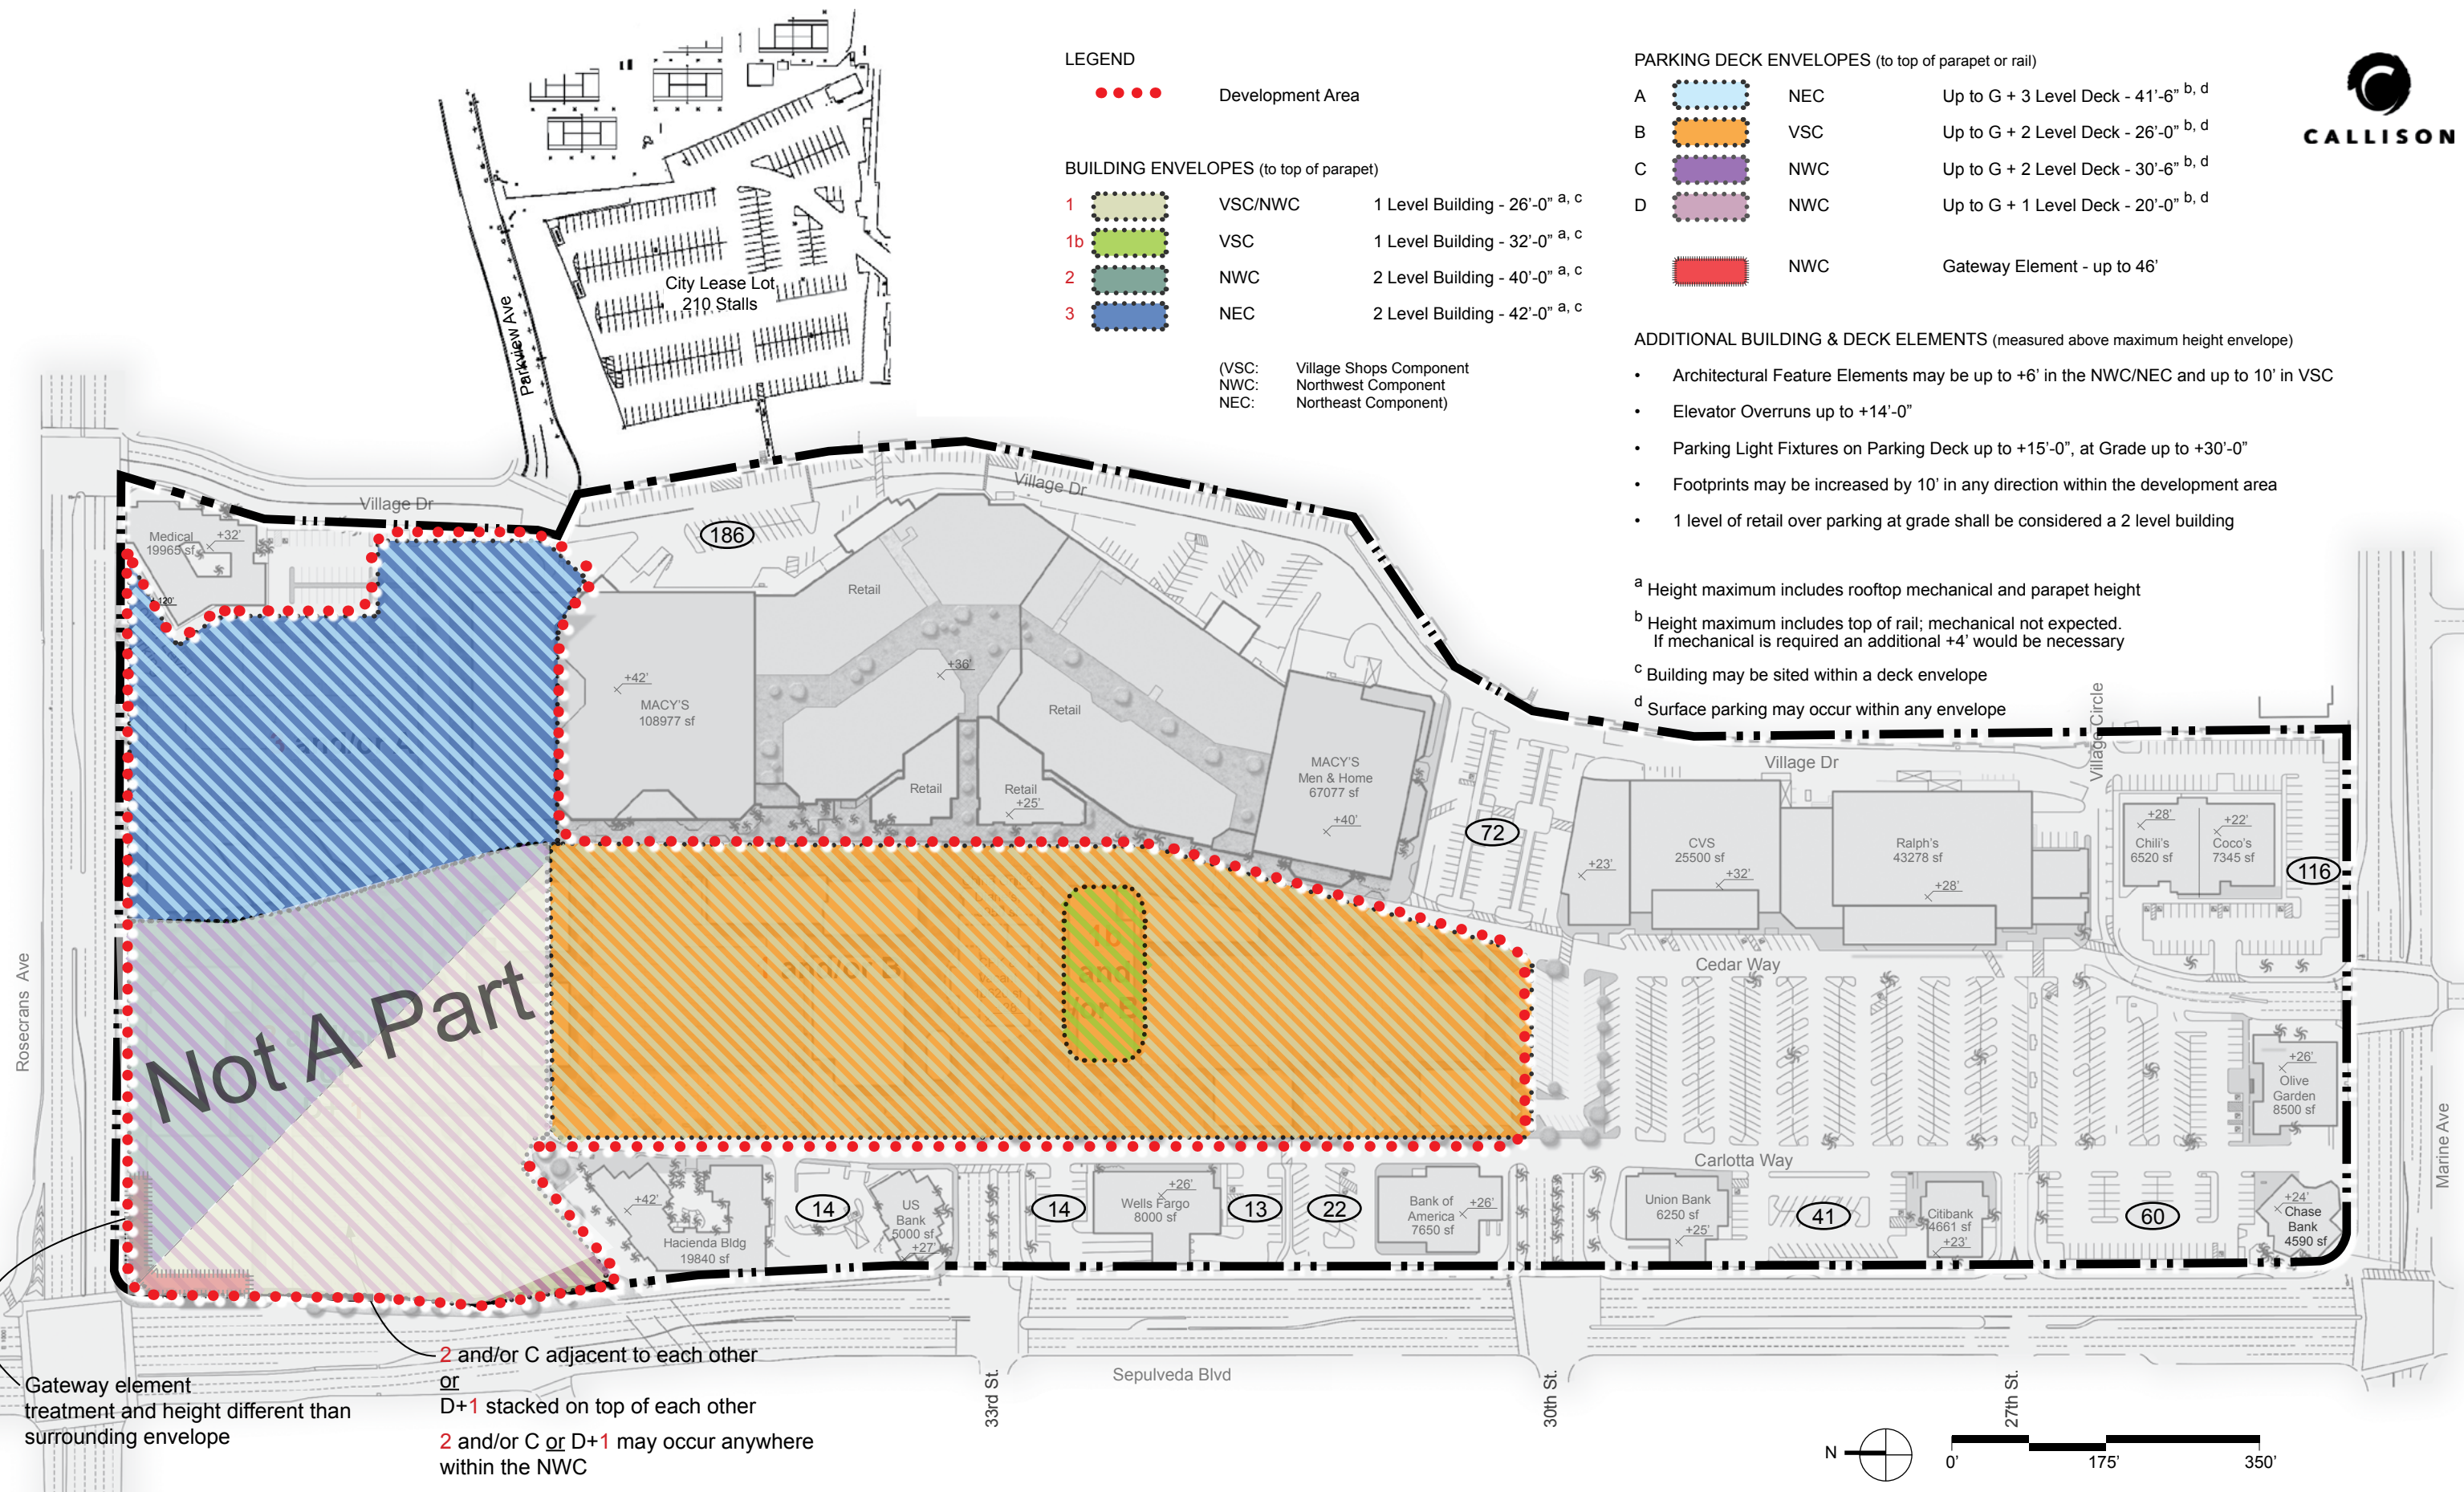 LEGEND
Development Area
BUILDING ENVELOPES (to top of parapet)
1 VSC/NWC 1 Level Building - 26'-0" a, c
1b VSC 1 Level Building - 32'-0" a, c
2 NWC 2 Level Building - 40'-0" a, c
3 NEC 2 Level Building - 42'-0" a, c
(VSC: Village Shops Component
NWC: Northwest Component
NEC: Northeast Component)
PARKING DECK ENVELOPES (to top of parapet or rail)
A NEC Up to G + 3 Level Deck - 41'-6" b, d
B VSC Up to G + 2 Level Deck - 26'-0" b, d
C NWC Up to G + 2 Level Deck - 30'-6" b, d
D NWC Up to G + 1 Level Deck - 20'-0" b, d
NWC Gateway Element - up to 46'
CALLISON
ADDITIONAL BUILDING & DECK ELEMENTS (measured above maximum height envelope)
• Architectural Feature Elements may be up to +6' in the NWC/NEC and up to 10' in VSC
• Elevator Overruns up to +14'-0"
• Parking Light Fixtures on Parking Deck up to +15'-0", at Grade up to +30'-0"
• Footprints may be increased by 10' in any direction within the development area
• 1 level of retail over parking at grade shall be considered a 2 level building
a Height maximum includes rooftop mechanical and parapet height
b Height maximum includes top of rail; mechanical not expected.
If mechanical is required an additional +4' would be necessary
c Building may be sited within a deck envelope
d Surface parking may occur within any envelope
City Lease Lot
210 Stalls
Parkview Ave
Village Dr
Village Dr
Village Dr
Village Circle
Medical
19965 sf
+32'
120'
186
Retail
+36'
+42'
MACY'S
108977 sf
Retail
Retail
Retail
+25'
MACY'S
Men & Home
67077 sf
+40'
72
+23'
CVS
25500 sf
+32'
Ralph's
43278 sf
+28'
+28'
Chili's
6520 sf
+22'
Coco's
7345 sf
116
1b
and
/or B
and/or B
Not A Part
Rosecrans Ave
Cedar Way
Carlotta Way
+26'
Olive
Garden
8500 sf
Marine Ave
+42'
Hacienda Bldg
19840 sf
14
US
Bank
5000 sf
+27'
14
+26'
Wells Fargo
8000 sf
13
22
Bank of
America
7650 sf
+26'
Union Bank
6250 sf
+25'
41
Citibank
4661 sf
+23'
60
+24'
Chase
Bank
4590 sf
Gateway element
treatment and height different than
surrounding envelope
2 and/or C adjacent to each other
or
D+1 stacked on top of each other
2 and/or C or D+1 may occur anywhere
within the NWC
33rd St.
Sepulveda Blvd
30th St.
27th St.
N
0' 175' 350'